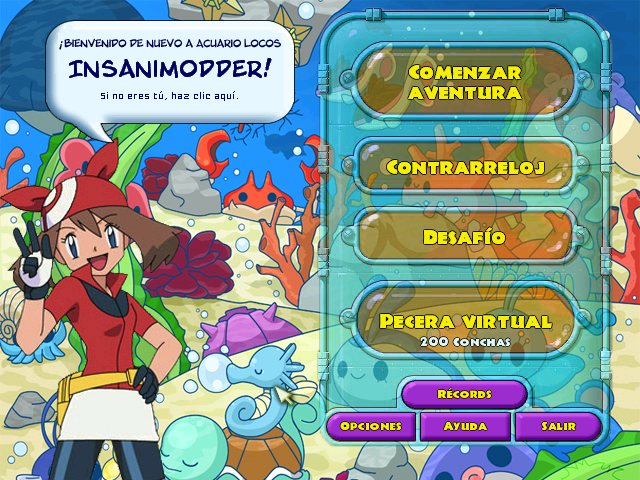 ¡Bienvenido de nuevo a Acuario Locos
INSANIMODDER!
Si no eres tú, haz clic aquí.
Comenzar
aventura
Contrarreloj
Desafío
Pecera virtual
200 Conchas
Récords
Opciones
Ayuda
Salir